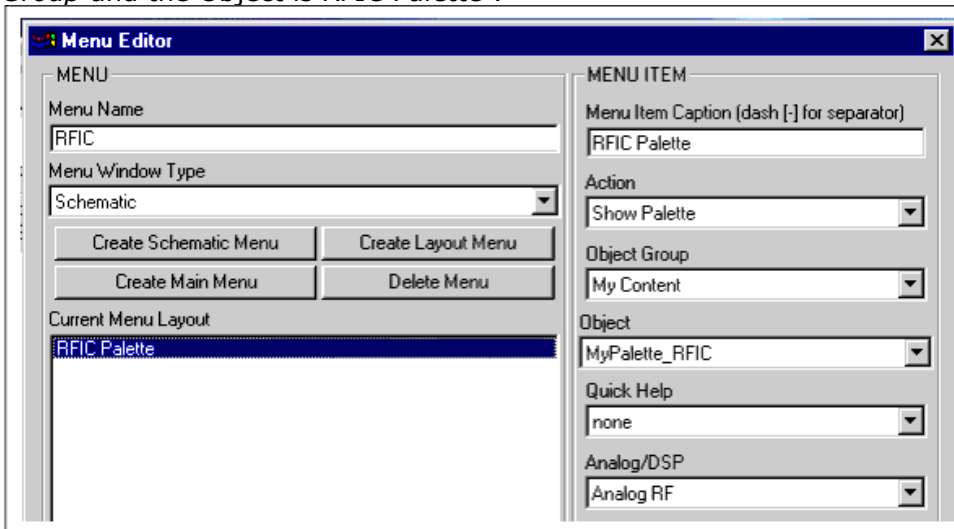 Group and the Object is RFIC Palette .
Menu Editor
MENU
Menu Name
RFIC
Menu Window Type
Schematic
Create Schematic Menu
Create Layout Menu
Create Main Menu
Delete Menu
Current Menu Layout
RFIC Palette
MENU ITEM
Menu Item Caption (dash [-] for separator)
RFIC Palette
Action
Show Palette
Object Group
My Content
Object
MyPalette_RFIC
Quick Help
none
Analog/DSP
Analog RF